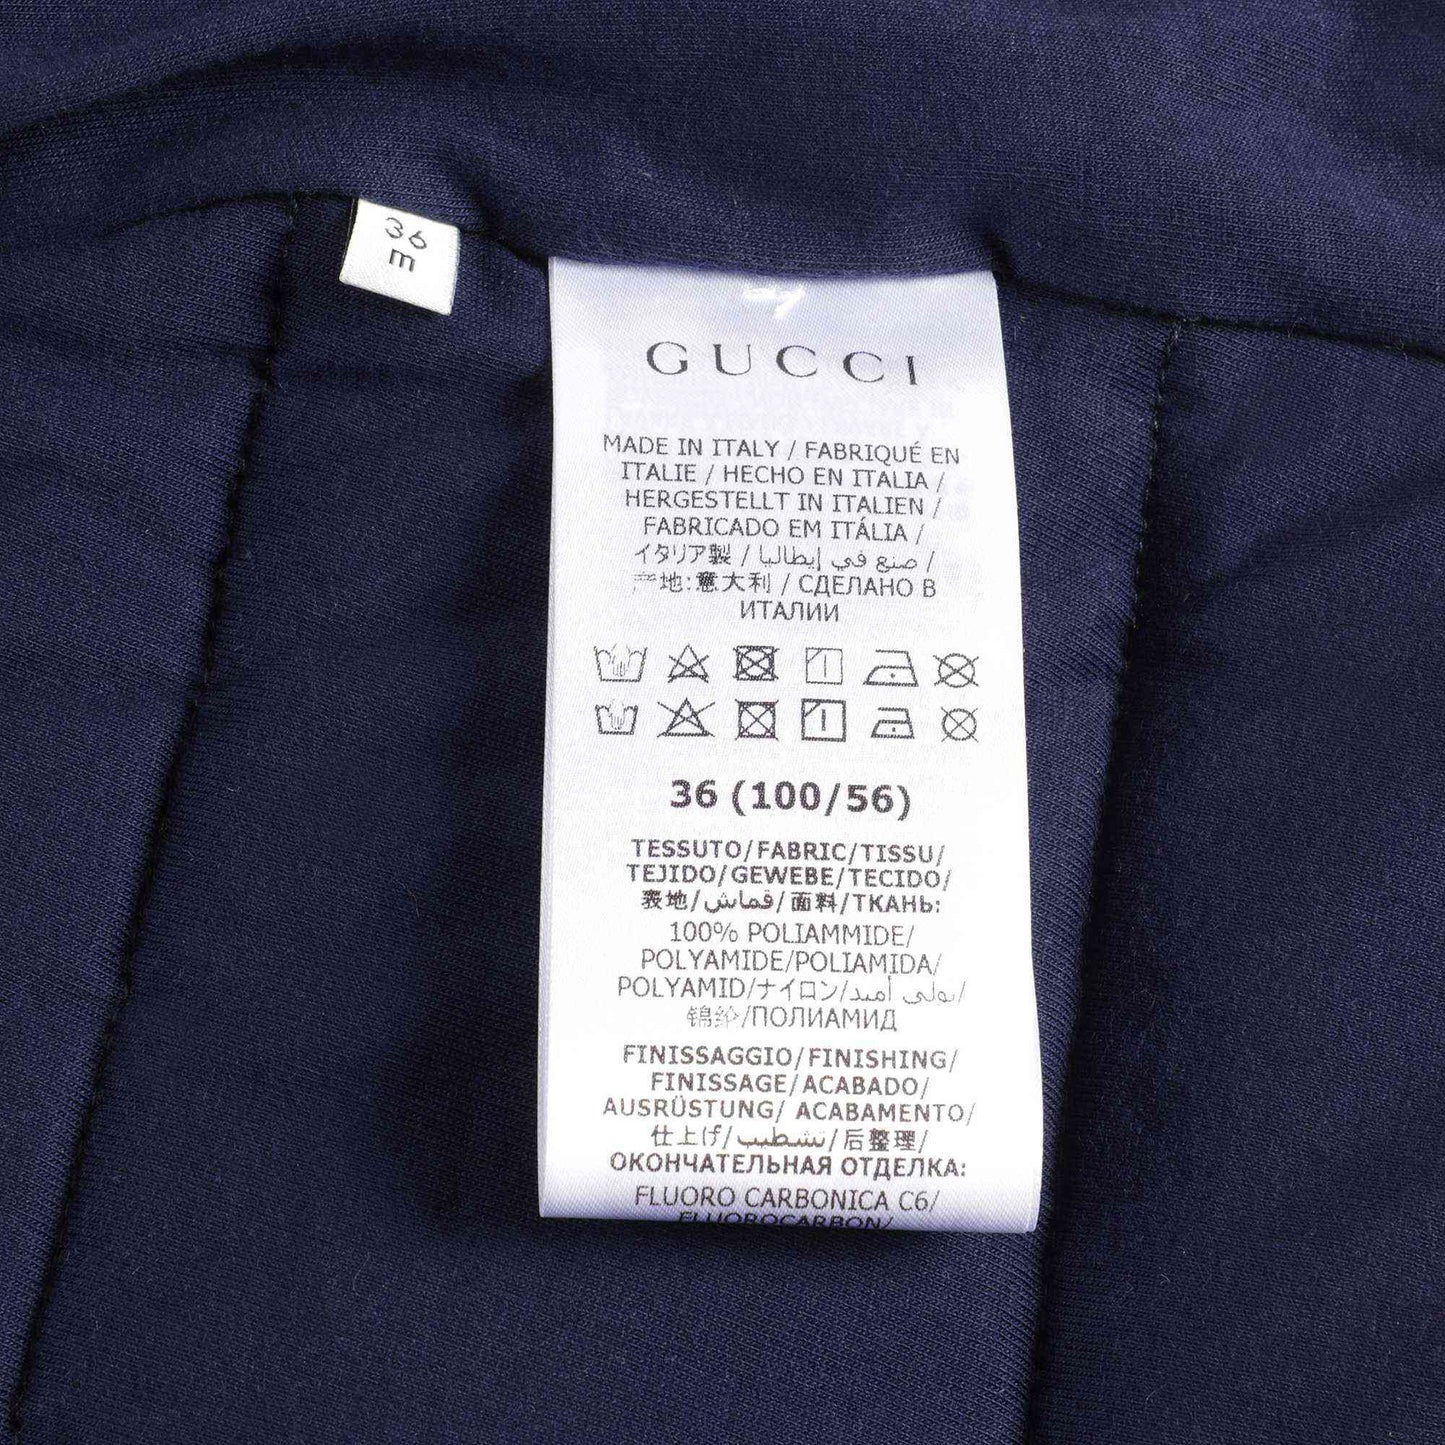 36
m
GUCCI
MADE IN ITALY / FABRIQUÉ EN
ITALIE / HECHO EN ITALIA /
HERGESTELLT IN ITALIEN /
FABRICADO EM ITÁLIA /
イタリア製 / صنع في إيطاليا /
产地:意大利 / СДЕЛАНО В
ИТАЛИИ
36 (100/56)
TESSUTO/FABRIC/TISSU/
TEJIDO/GEWEBE/TECIDO/
表地/قماش/面料/ТКАНЬ:
100% POLIAMMIDE/
POLYAMIDE/POLIAMIDA/
POLYAMID/ナイロン/بولي أميد/
锦纶/ПОЛИАМИД
FINISSAGGIO/FINISHING/
FINISSAGE/ACABADO/
AUSRÜSTUNG/ ACABAMENTO/
仕上げ/تشطيب/后整理/
ОКОНЧАТЕЛЬНАЯ ОТДЕЛКА:
FLUORO CARBONICA C6/
FLUOROCARBON/